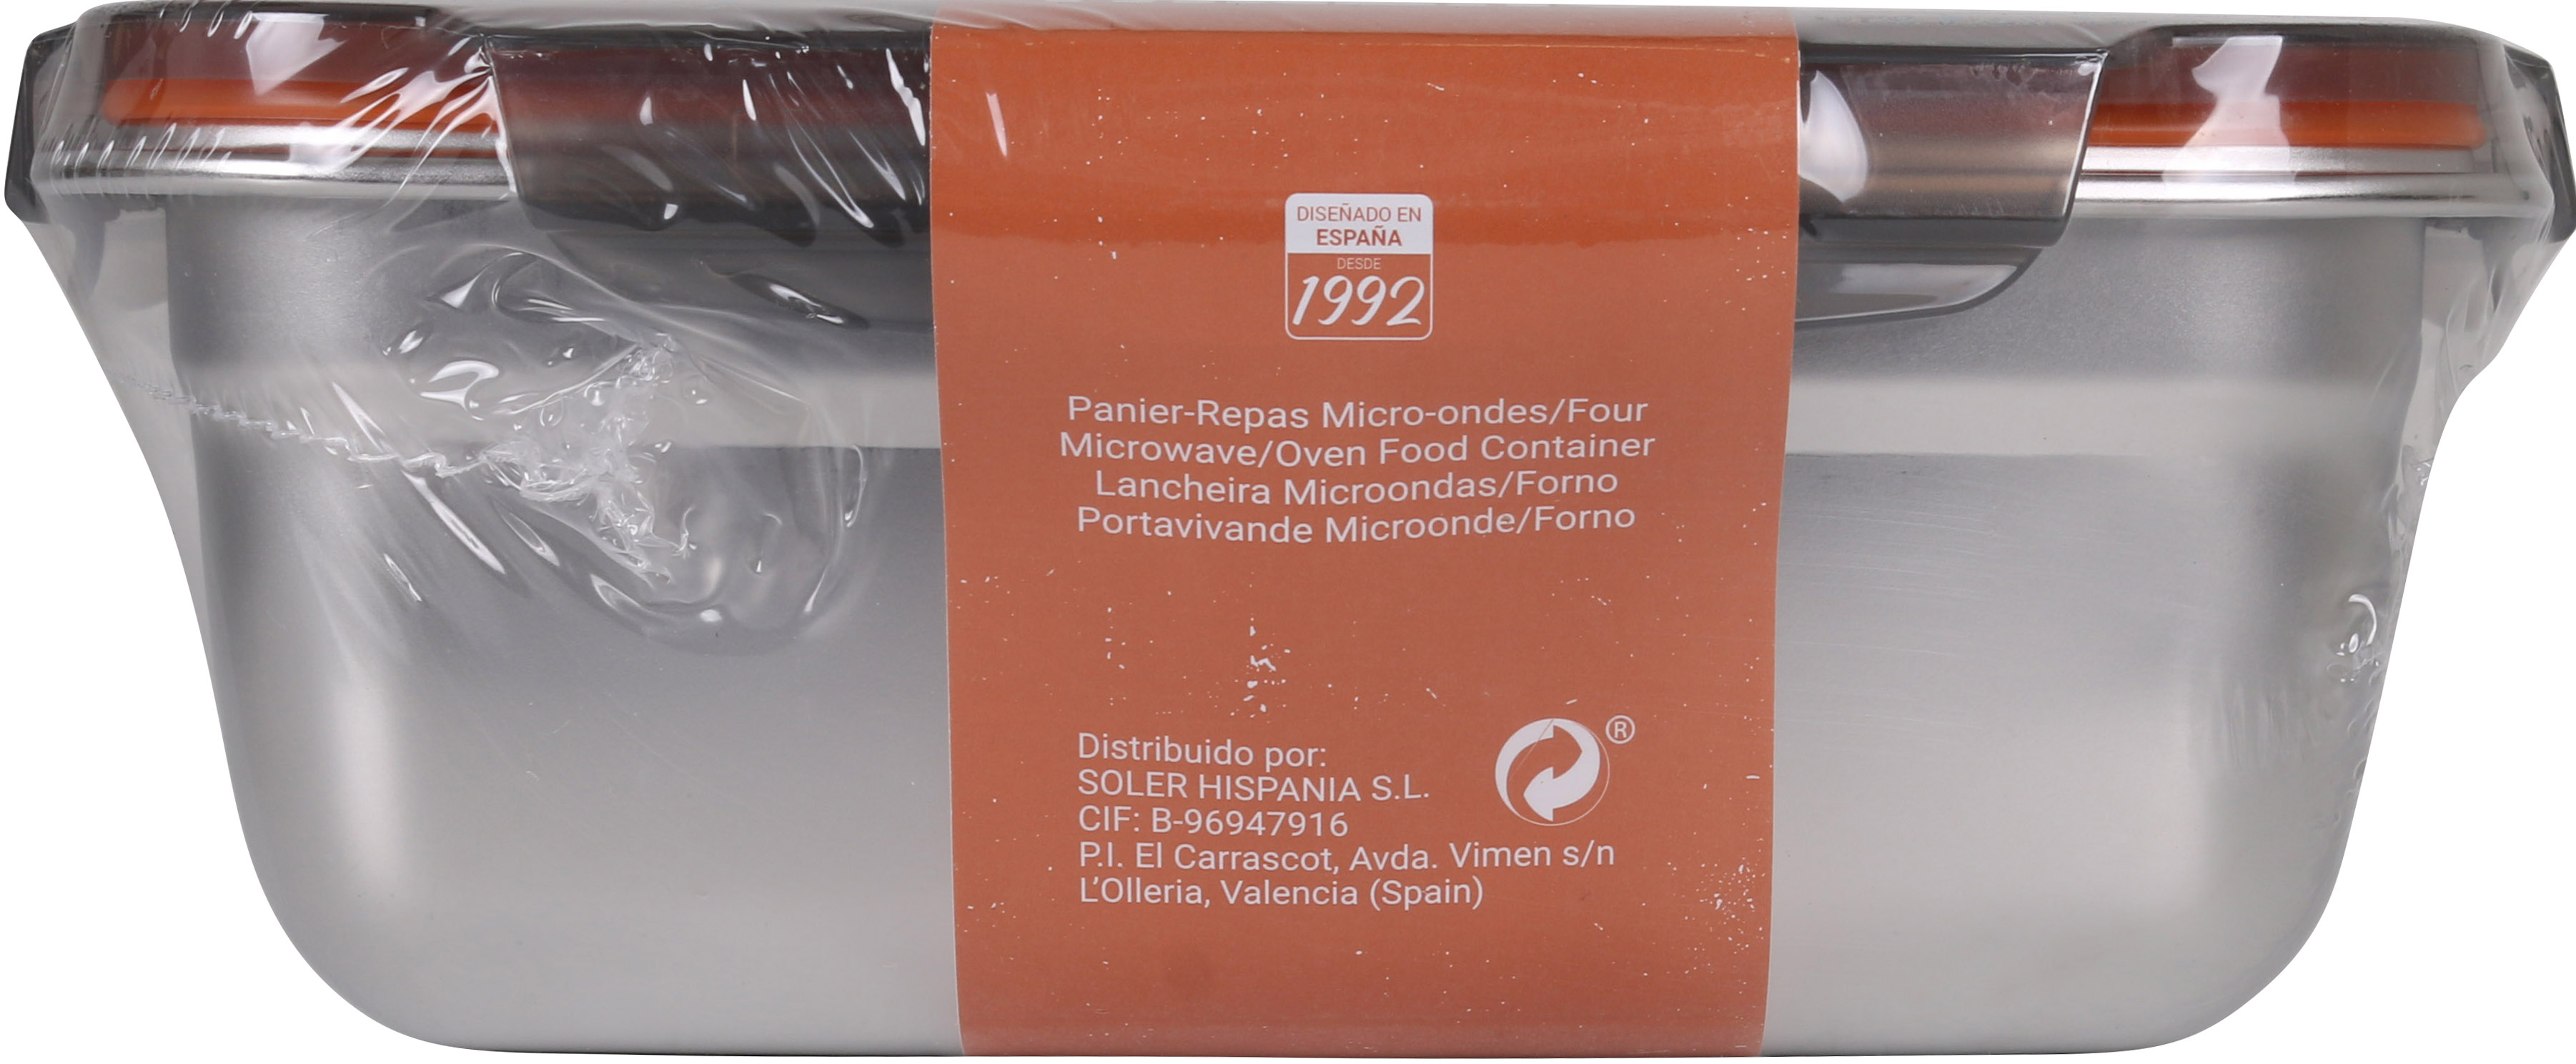 DISEÑADO EN
ESPAÑA
DESDE
1992
Panier-Repas Micro-ondes/Four
Microwave/Oven Food Container
Lancheira Microondas/Forno
Portavivande Microonde/Forno
Distribuido por:
SOLER HISPANIA S.L.
CIF: B-96947916
P.I. El Carrascot, Avda. Vimen s/n
L'Olleria, Valencia (Spain)
®